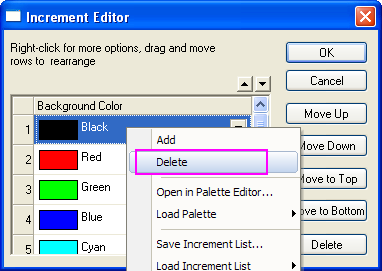 Increment Editor
Right-click for more options, drag and move
rows to rearrange
OK
Cancel
Move Up
Move Down
Move to Top
Move to Bottom
Delete
Background Color
1 Black
2 Red
3 Green
4 Blue
5 Cyan
Add
Delete
Open in Palette Editor...
Load Palette
Save Increment List...
Load Increment List